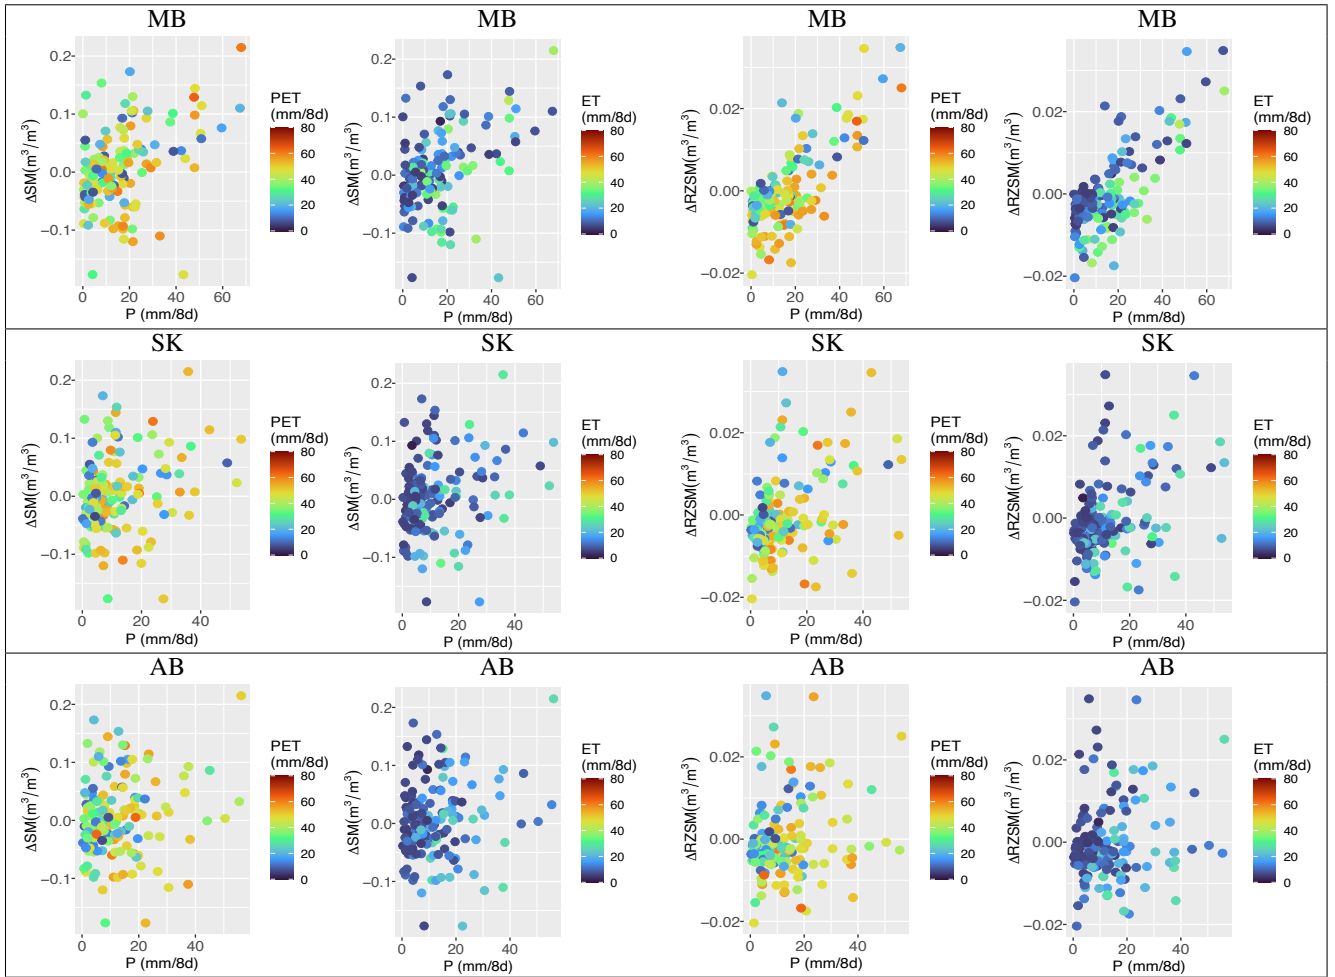 MB MB MB MB
0.2
0.1
0.0
−0.1
ΔSM(m³/m³)
0 20 40 60
P (mm/8d)
PET
(mm/8d)
80
60
40
20
0
0.2
0.1
0.0
−0.1
ΔSM(m³/m³)
0 20 40 60
P (mm/8d)
ET
(mm/8d)
80
60
40
20
0
0.02
0.00
−0.02
ΔRZSM(m³/m³)
0 20 40 60
P (mm/8d)
PET
(mm/8d)
80
60
40
20
0
0.02
0.00
−0.02
ΔRZSM(m³/m³)
0 20 40 60
P (mm/8d)
ET
(mm/8d)
80
60
40
20
0
SK SK SK SK
0.2
0.1
0.0
−0.1
ΔSM(m³/m³)
0 20 40
P (mm/8d)
PET
(mm/8d)
80
60
40
20
0
0.2
0.1
0.0
−0.1
ΔSM(m³/m³)
0 20 40
P (mm/8d)
ET
(mm/8d)
80
60
40
20
0
0.02
0.00
−0.02
ΔRZSM(m³/m³)
0 20 40
P (mm/8d)
PET
(mm/8d)
80
60
40
20
0
0.02
0.00
−0.02
ΔRZSM(m³/m³)
0 20 40
P (mm/8d)
ET
(mm/8d)
80
60
40
20
0
AB AB AB AB
0.2
0.1
0.0
−0.1
ΔSM(m³/m³)
0 20 40
P (mm/8d)
PET
(mm/8d)
80
60
40
20
0
0.2
0.1
0.0
−0.1
ΔSM(m³/m³)
0 20 40
P (mm/8d)
ET
(mm/8d)
80
60
40
20
0
0.02
0.00
−0.02
ΔRZSM(m³/m³)
0 20 40
P (mm/8d)
PET
(mm/8d)
80
60
40
20
0
0.02
0.00
−0.02
ΔRZSM(m³/m³)
0 20 40
P (mm/8d)
ET
(mm/8d)
80
60
40
20
0